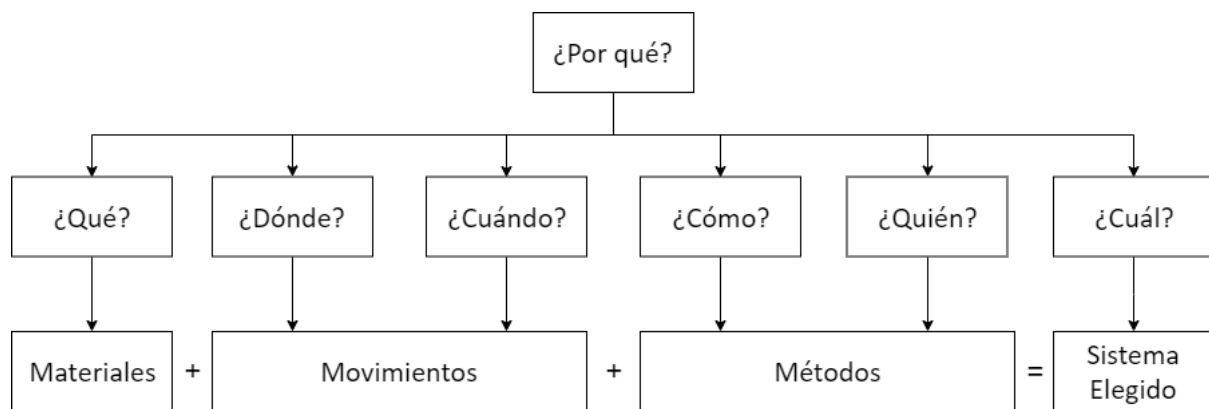 ¿Por qué?
¿Qué?
¿Dónde?
¿Cuándo?
¿Cómo?
¿Quién?
¿Cuál?
Materiales
+
Movimientos
+
Métodos
=
Sistema
Elegido